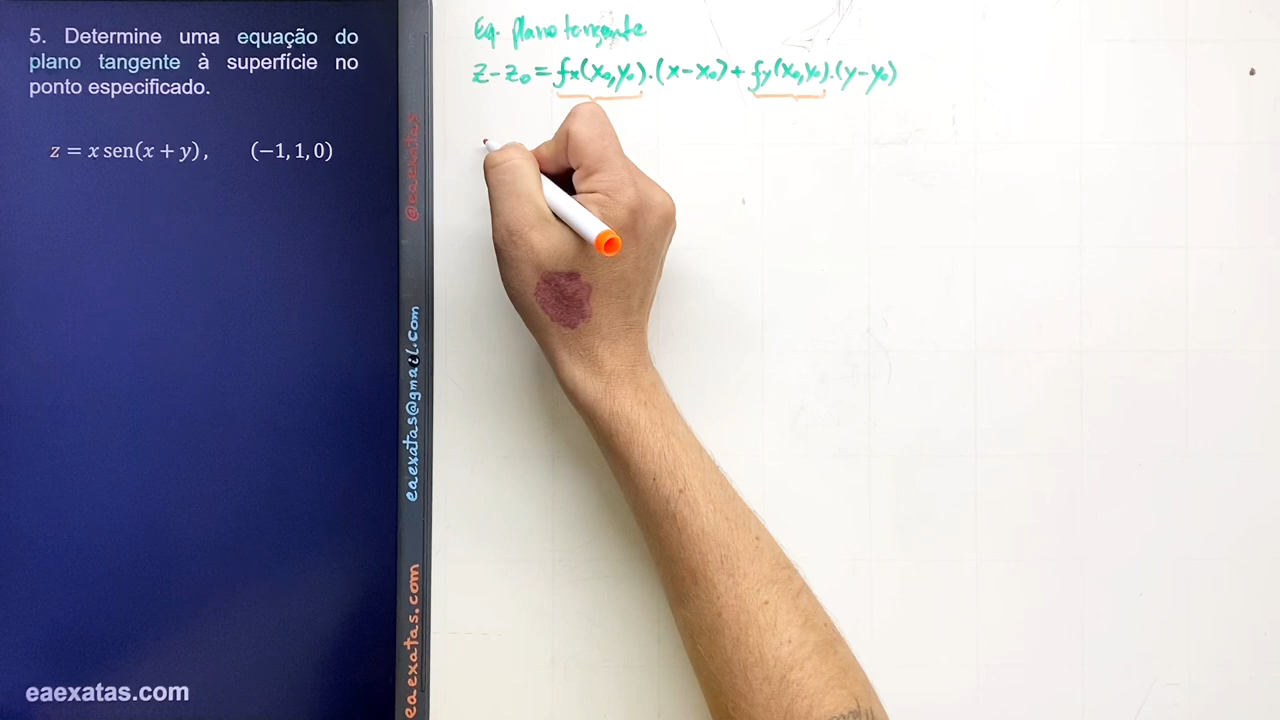 5. Determine uma equação do
plano tangente à superfície no
ponto especificado.
z = x sen(x + y),   (−1, 1, 0)
eaexatas.com
@eaexatas
eaexatas@gmail.com
eaexatas.com
Eq. plano tangente
z - z₀ = fx(x₀,y₀).(x-x₀) + fy(x₀,y₀).(y-y₀)